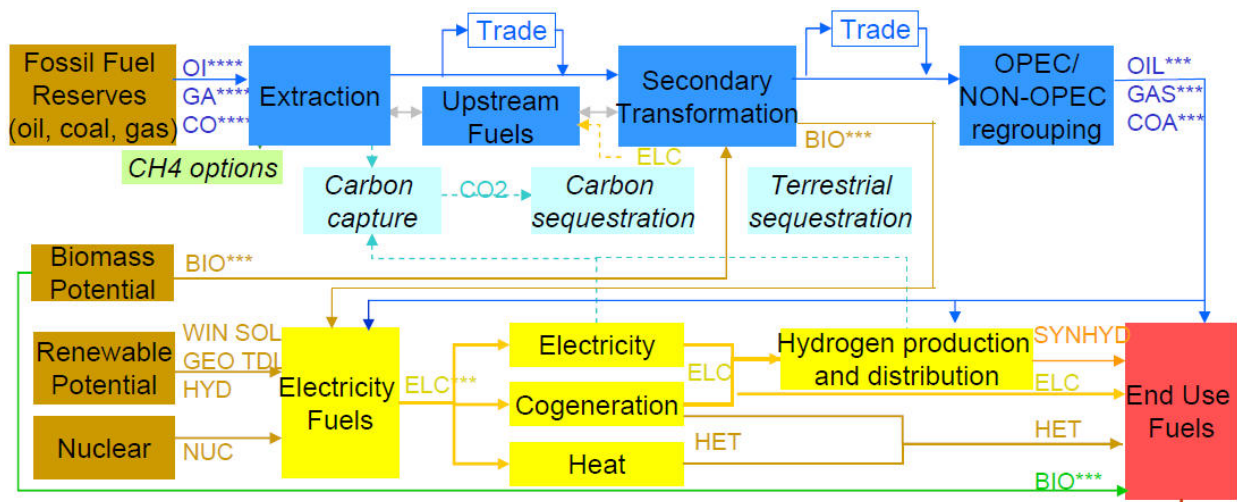 Trade
Trade
Fossil Fuel
Reserves
(oil, coal, gas)
OI****
GA****
CO****
Extraction
Upstream
Fuels
Secondary
Transformation
OPEC/
NON-OPEC
regrouping
OIL***
GAS***
COA***
CH4 options
ELC
BIO***
Carbon
capture
CO2
Carbon
sequestration
Terrestrial
sequestration
Biomass
Potential
BIO***
Renewable
Potential
WIN SOL
GEO TDL
HYD
Nuclear
NUC
Electricity
Fuels
ELC***
Electricity
Cogeneration
Heat
ELC
HET
Hydrogen production
and distribution
SYNHYD
ELC
HET
BIO***
End Use
Fuels